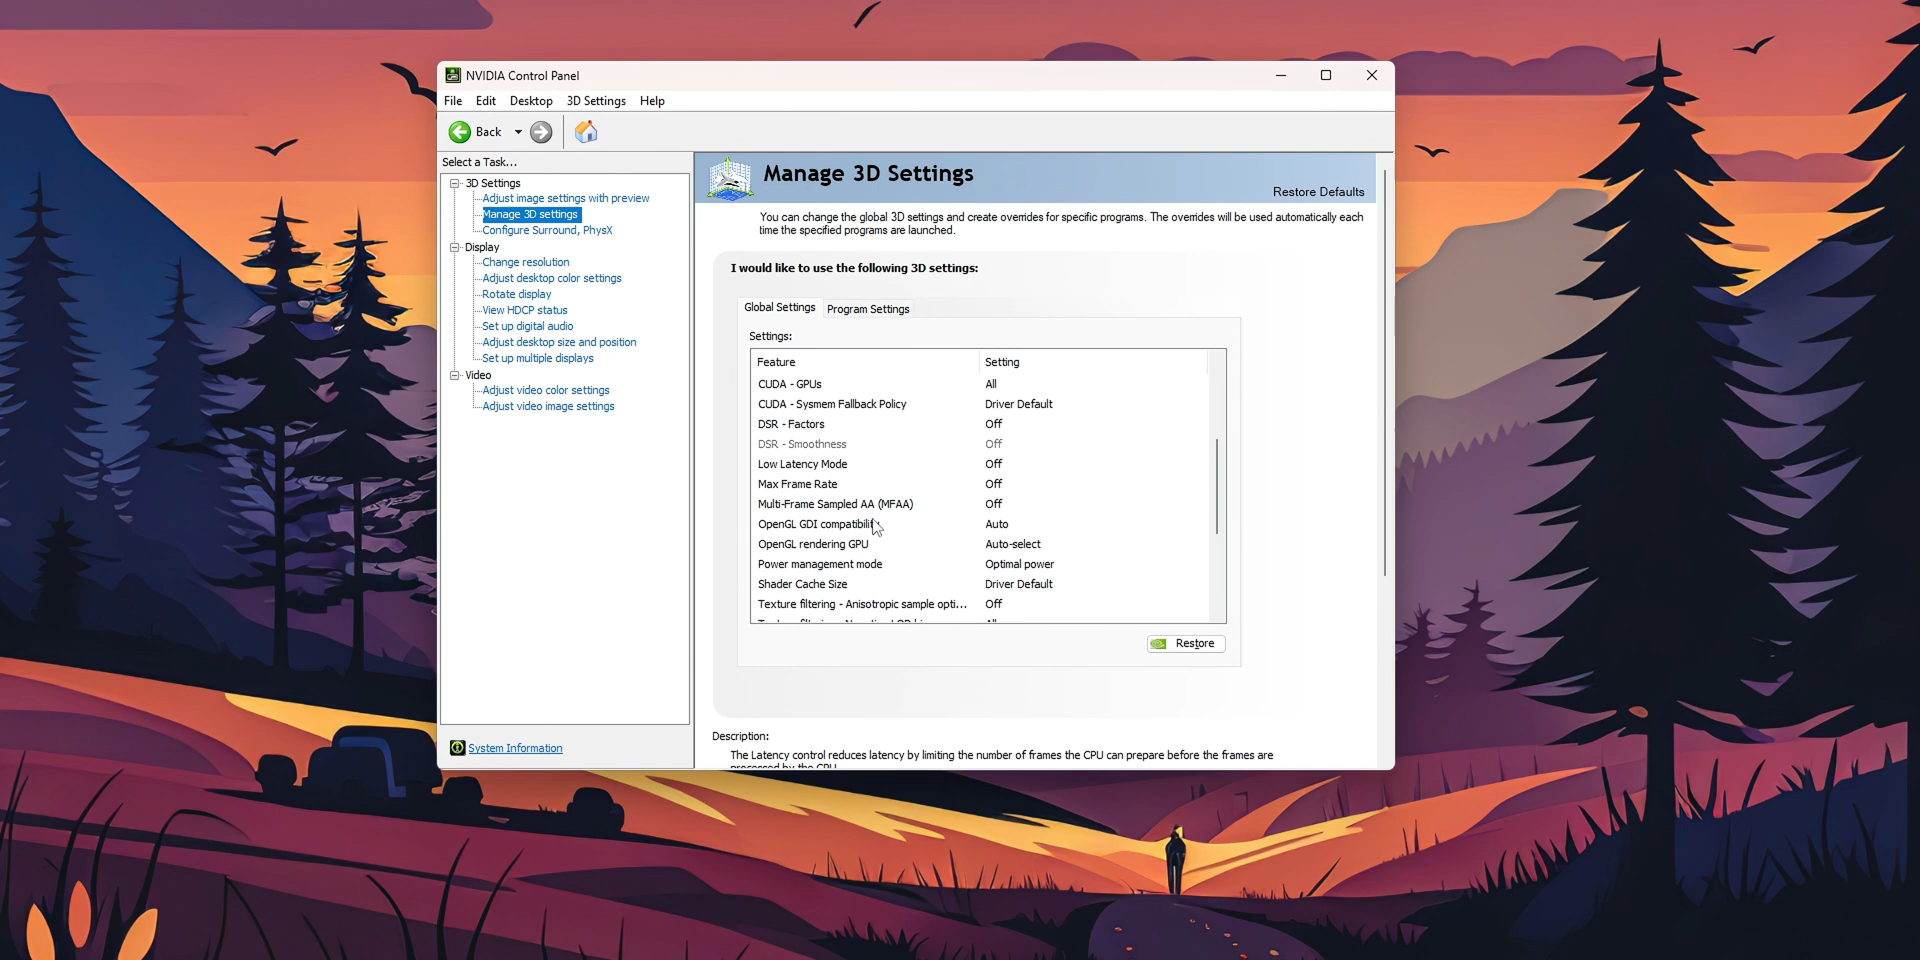 NVIDIA Control Panel
File Edit Desktop 3D Settings Help
Back
Select a Task...
3D Settings
Adjust image settings with preview
Manage 3D settings
Configure Surround, PhysX
Display
Change resolution
Adjust desktop color settings
Rotate display
View HDCP status
Set up digital audio
Adjust desktop size and position
Set up multiple displays
Video
Adjust video color settings
Adjust video image settings
System Information
Manage 3D Settings
Restore Defaults
You can change the global 3D settings and create overrides for specific programs. The overrides will be used automatically each
time the specified programs are launched.
I would like to use the following 3D settings:
Global Settings Program Settings
Settings:
Feature Setting
CUDA - GPUs All
CUDA - Sysmem Fallback Policy Driver Default
DSR - Factors Off
DSR - Smoothness Off
Low Latency Mode Off
Max Frame Rate Off
Multi-Frame Sampled AA (MFAA) Off
OpenGL GDI compatibility Auto
OpenGL rendering GPU Auto-select
Power management mode Optimal power
Shader Cache Size Driver Default
Texture filtering - Anisotropic sample opti... Off
Restore
Description:
The Latency control reduces latency by limiting the number of frames the CPU can prepare before the frames are